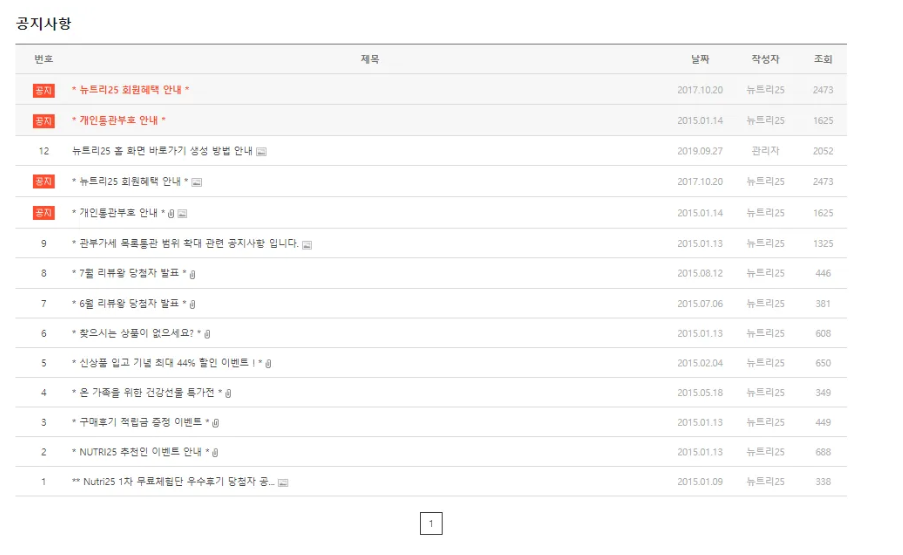 공지사항
번호 제목 날짜 작성자 조회
공지 * 뉴트리25 회원혜택 안내 * 2017.10.20 뉴트리25 2473
공지 * 개인통관부호 안내 * 2015.01.14 뉴트리25 1625
12 뉴트리25 홈 화면 바로가기 생성 방법 안내 2019.09.27 관리자 2052
공지 * 뉴트리25 회원혜택 안내 * 2017.10.20 뉴트리25 2473
공지 * 개인통관부호 안내 * 2015.01.14 뉴트리25 1625
9 * 관부가세 목록통관 범위 확대 관련 공지사항 입니다. 2015.01.13 뉴트리25 1325
8 * 7월 리뷰왕 당첨자 발표 * 2015.08.12 뉴트리25 446
7 * 6월 리뷰왕 당첨자 발표 * 2015.07.06 뉴트리25 381
6 * 찾으시는 상품이 없으세요? * 2015.01.13 뉴트리25 608
5 * 신상품 입고 기념 최대 44% 할인 이벤트 ! * 2015.02.04 뉴트리25 650
4 * 온 가족을 위한 건강선물 특가전 * 2015.05.18 뉴트리25 349
3 * 구매후기 적립금 증정 이벤트 * 2015.01.13 뉴트리25 449
2 * NUTRI25 추천인 이벤트 안내 * 2015.01.13 뉴트리25 688
1 ** Nutri25 1차 무료체험단 우수후기 당첨자 공... 2015.01.09 뉴트리25 338
1